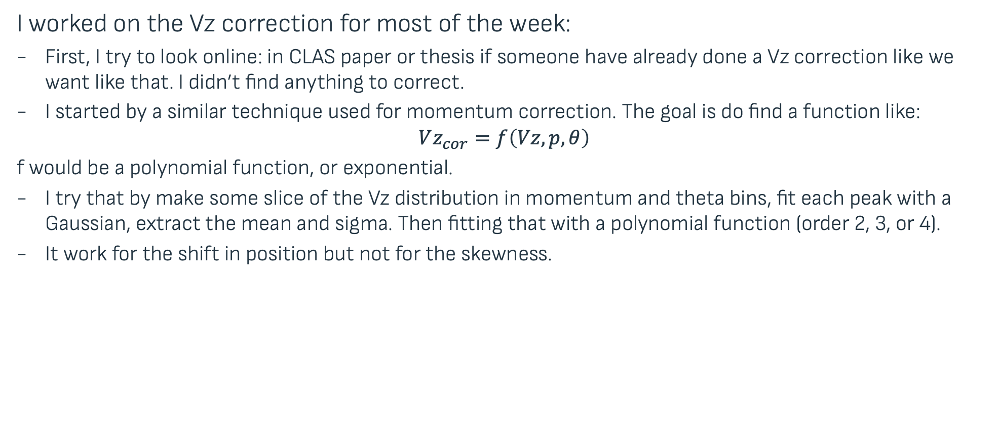 I worked on the Vz correction for most of the week:
- First, I try to look online: in CLAS paper or thesis if someone have already done a Vz correction like we
want like that. I didn't find anything to correct.
- I started by a similar technique used for momentum correction. The goal is do find a function like:
Vz_cor = f(Vz, p, θ)
f would be a polynomial function, or exponential.
- I try that by make some slice of the Vz distribution in momentum and theta bins, fit each peak with a
Gaussian, extract the mean and sigma. Then fitting that with a polynomial function (order 2, 3, or 4).
- It work for the shift in position but not for the skewness.